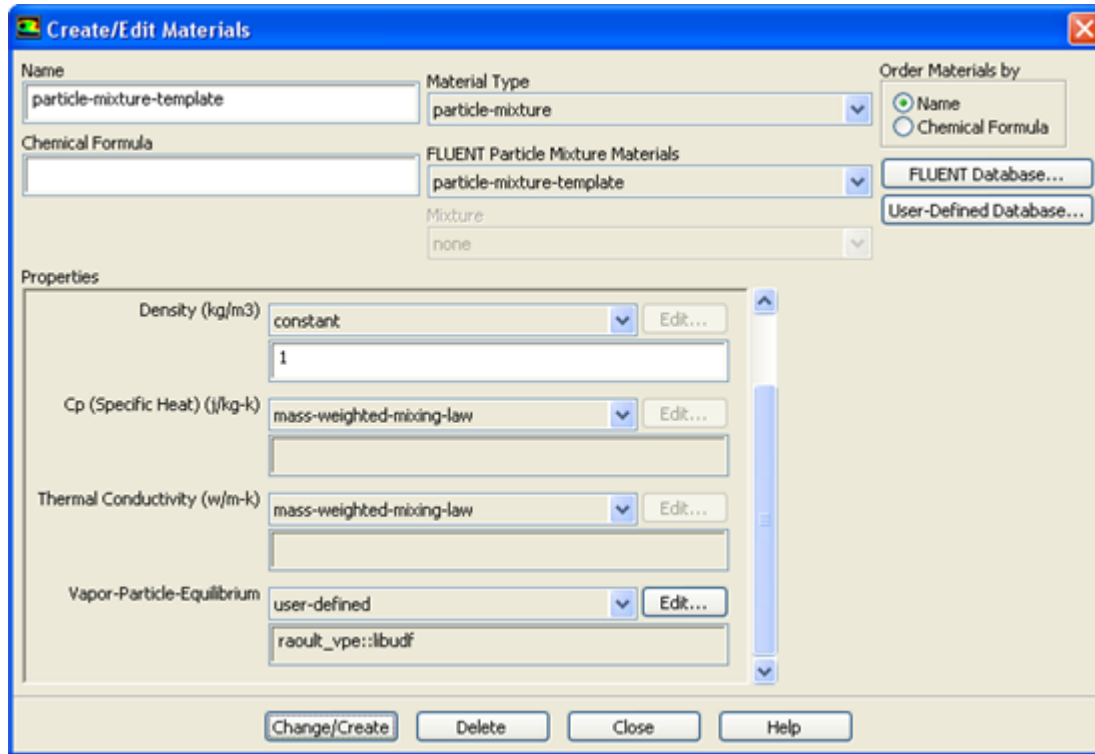 Create/Edit Materials
Name
particle-mixture-template
Chemical Formula
Material Type
particle-mixture
FLUENT Particle Mixture Materials
particle-mixture-template
Mixture
none
Order Materials by
Name
Chemical Formula
FLUENT Database...
User-Defined Database...
Properties
Density (kg/m3)
constant
Edit...
1
Cp (Specific Heat) (j/kg-k)
mass-weighted-mixing-law
Edit...
Thermal Conductivity (w/m-k)
mass-weighted-mixing-law
Edit...
Vapor-Particle-Equilibrium
user-defined
Edit...
raoult_vpe::libudf
Change/Create
Delete
Close
Help